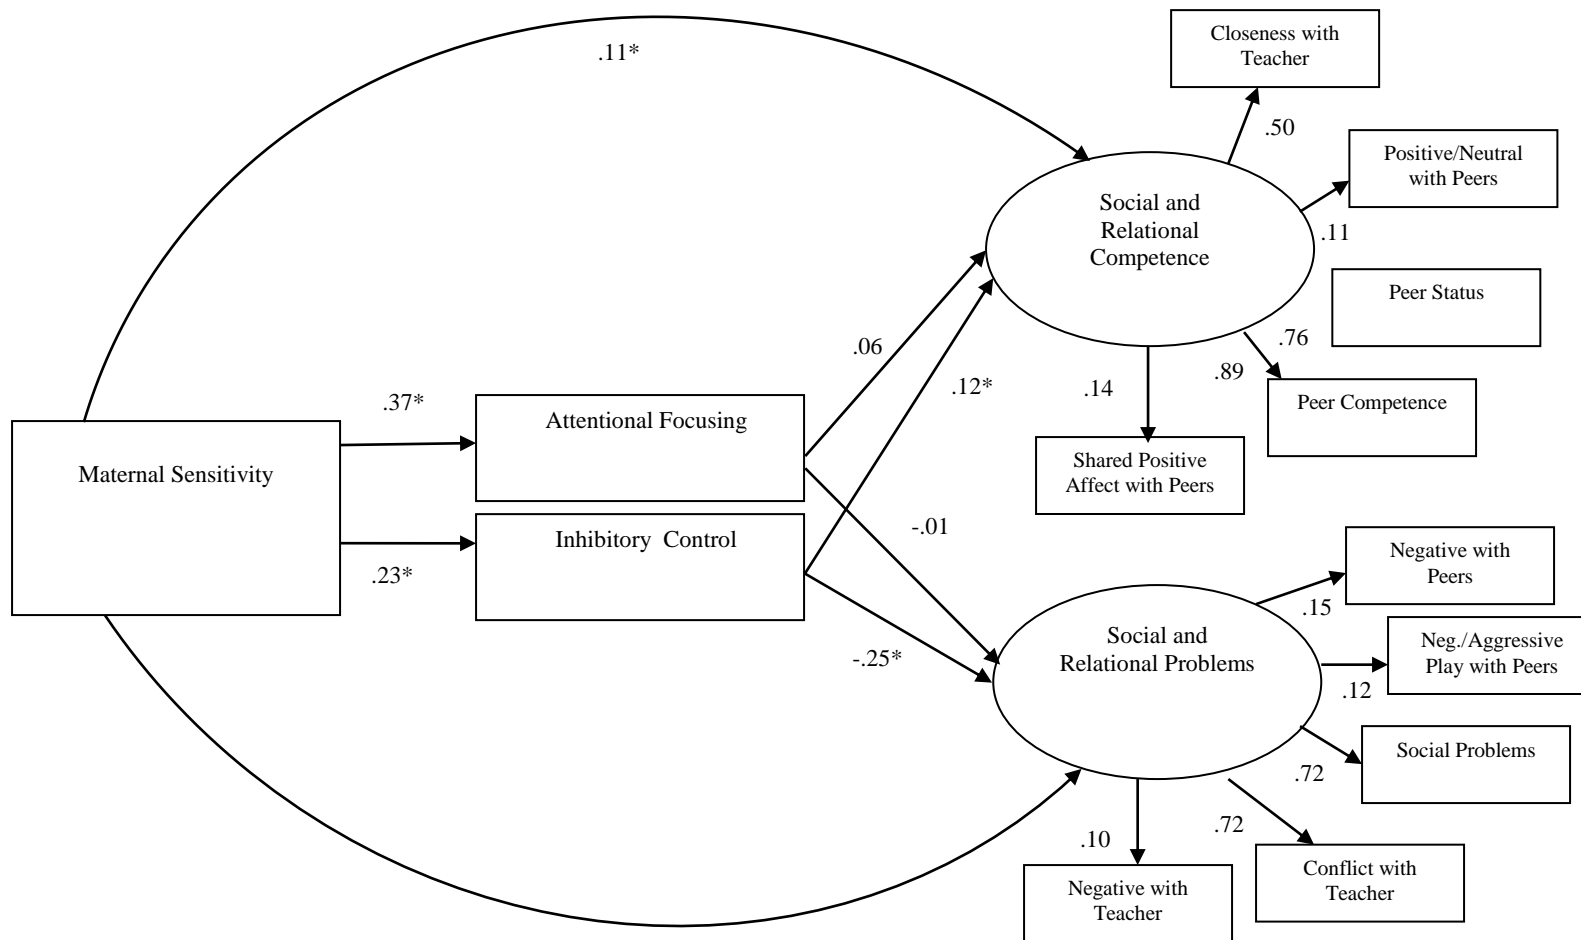 .11*
Closeness with
Teacher
.50
Positive/Neutral
with Peers
.11
Social and
Relational
Competence
Peer Status
.76
.89
Peer Competence
.14
Shared Positive
Affect with Peers
.06
.12*
.37*
Attentional Focusing
Maternal Sensitivity
-.01
Inhibitory Control
.23*
-.25*
Negative with
Peers
.15
Social and
Relational Problems
Neg./Aggressive
Play with Peers
.12
Social Problems
.72
.72
Conflict with
Teacher
.10
Negative with
Teacher